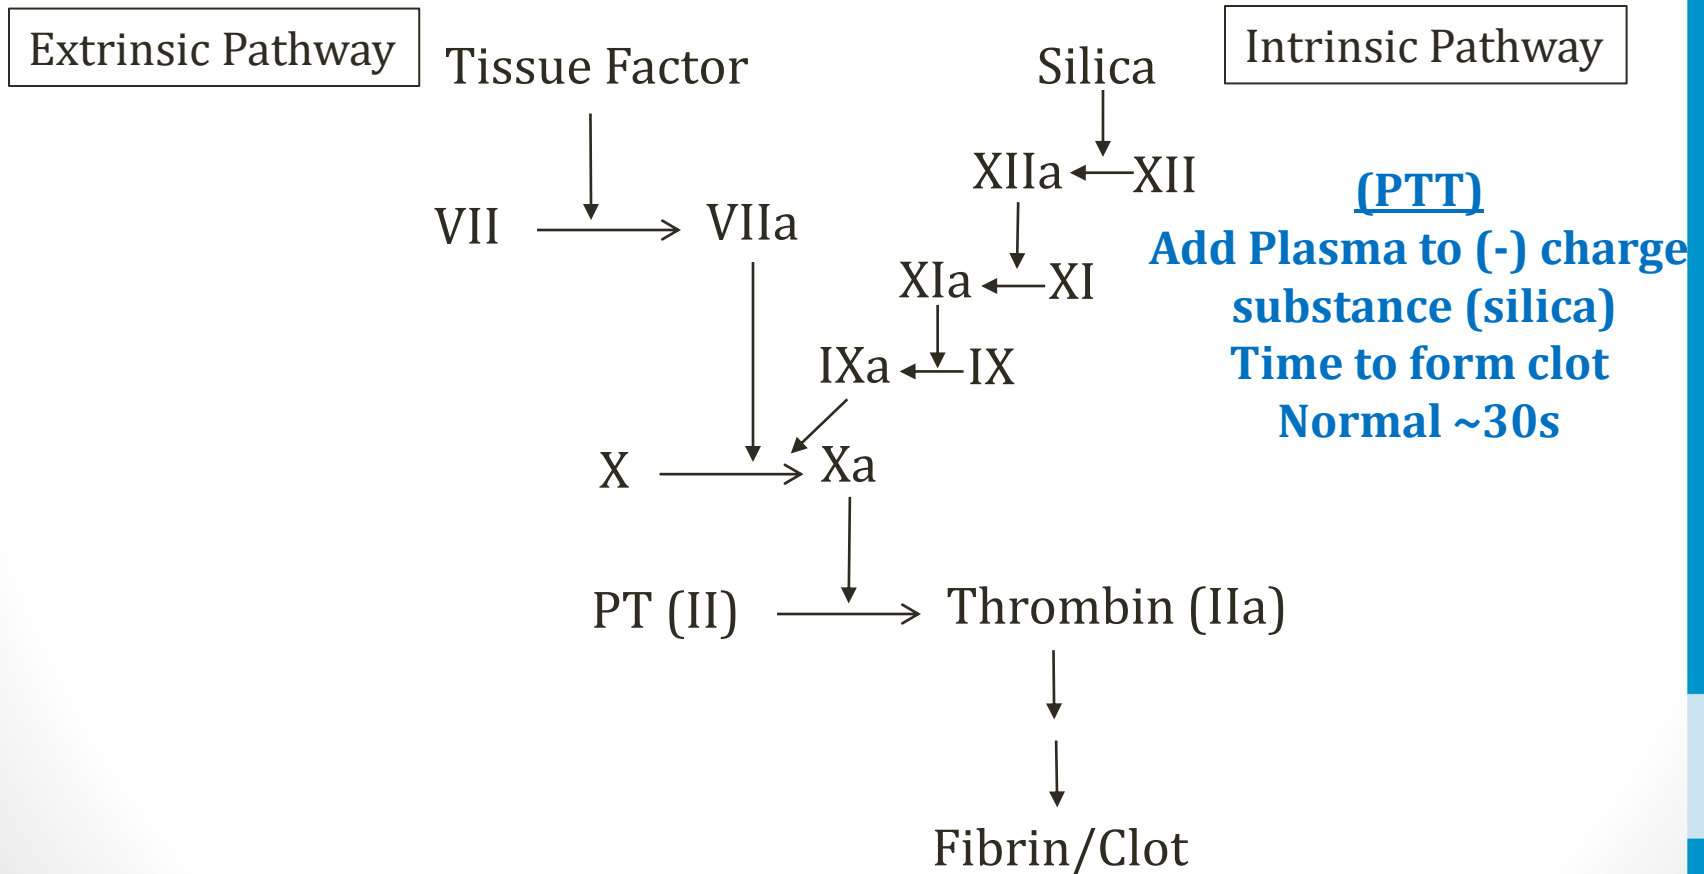 Extrinsic Pathway
Tissue Factor
Silica
Intrinsic Pathway
XIIa
XII
(PTT)
Add Plasma to (-) charge
substance (silica)
Time to form clot
Normal ~30s
VII
VIIa
XIa
XI
IXa
IX
X
Xa
PT (II)
Thrombin (IIa)
Fibrin/Clot